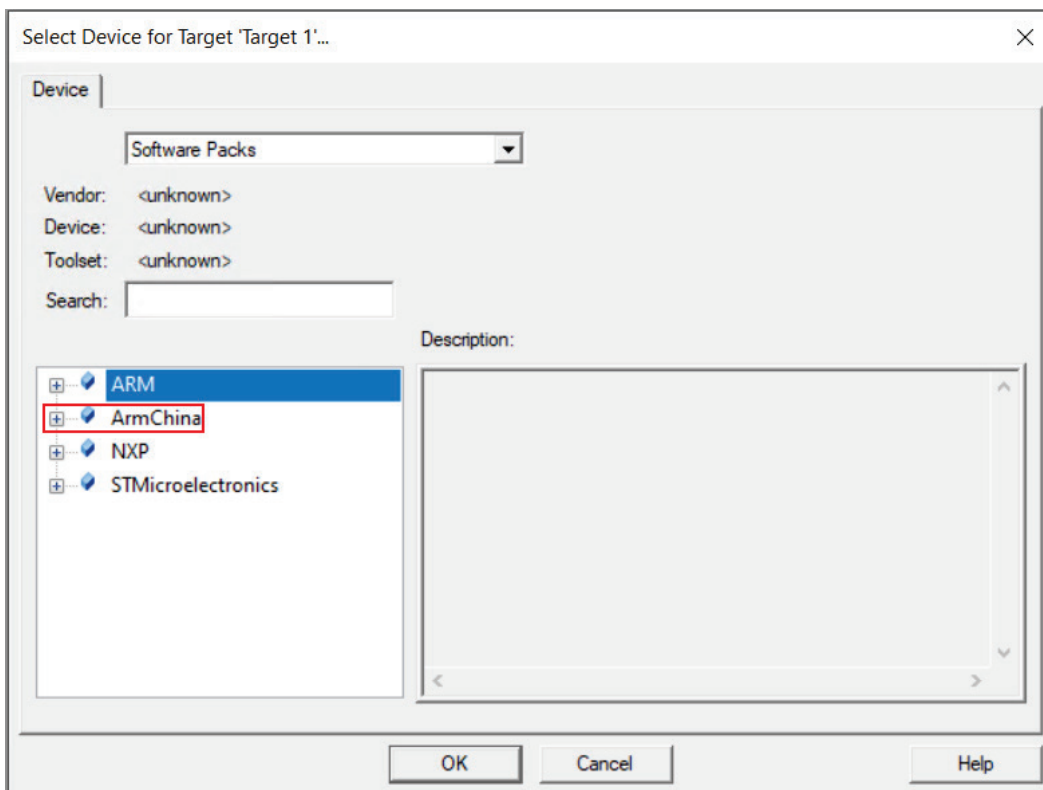 Select Device for Target 'Target 1'...
Device
Software Packs
Vendor: <unknown>
Device: <unknown>
Toolset: <unknown>
Search:
Description:
ARM
ArmChina
NXP
STMicroelectronics
OK Cancel Help